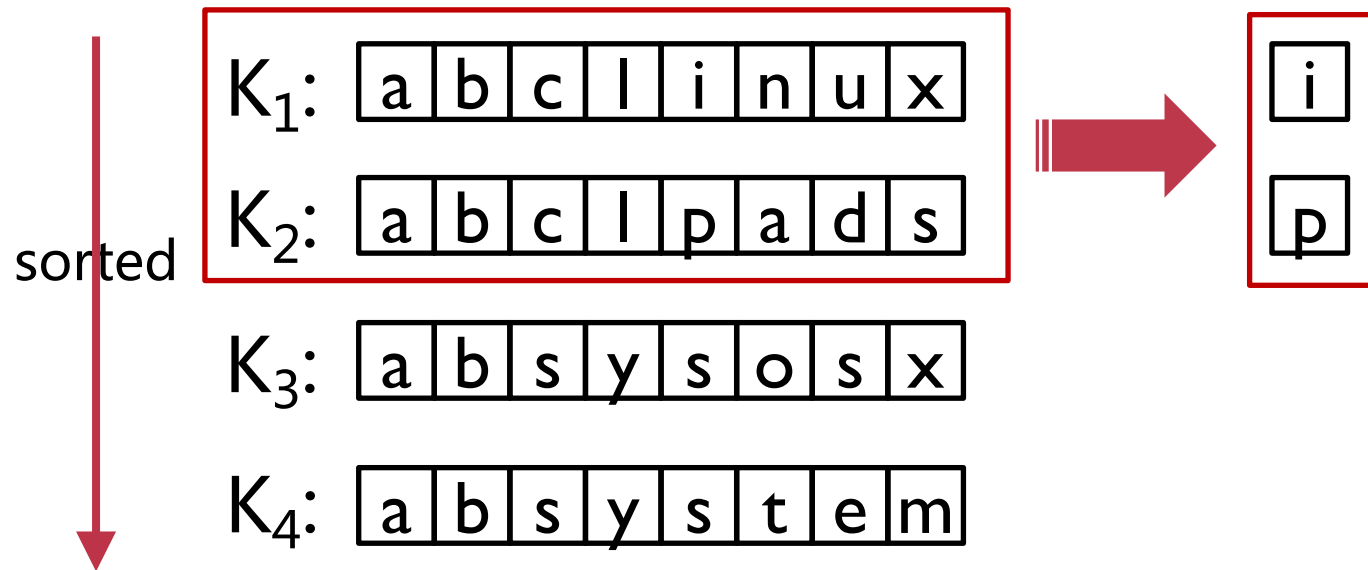 K₁: a b c l i n u x i
K₂: a b c l p a d s p
sorted
K₃: a b s y s o s x
K₄: a b s y s t e m